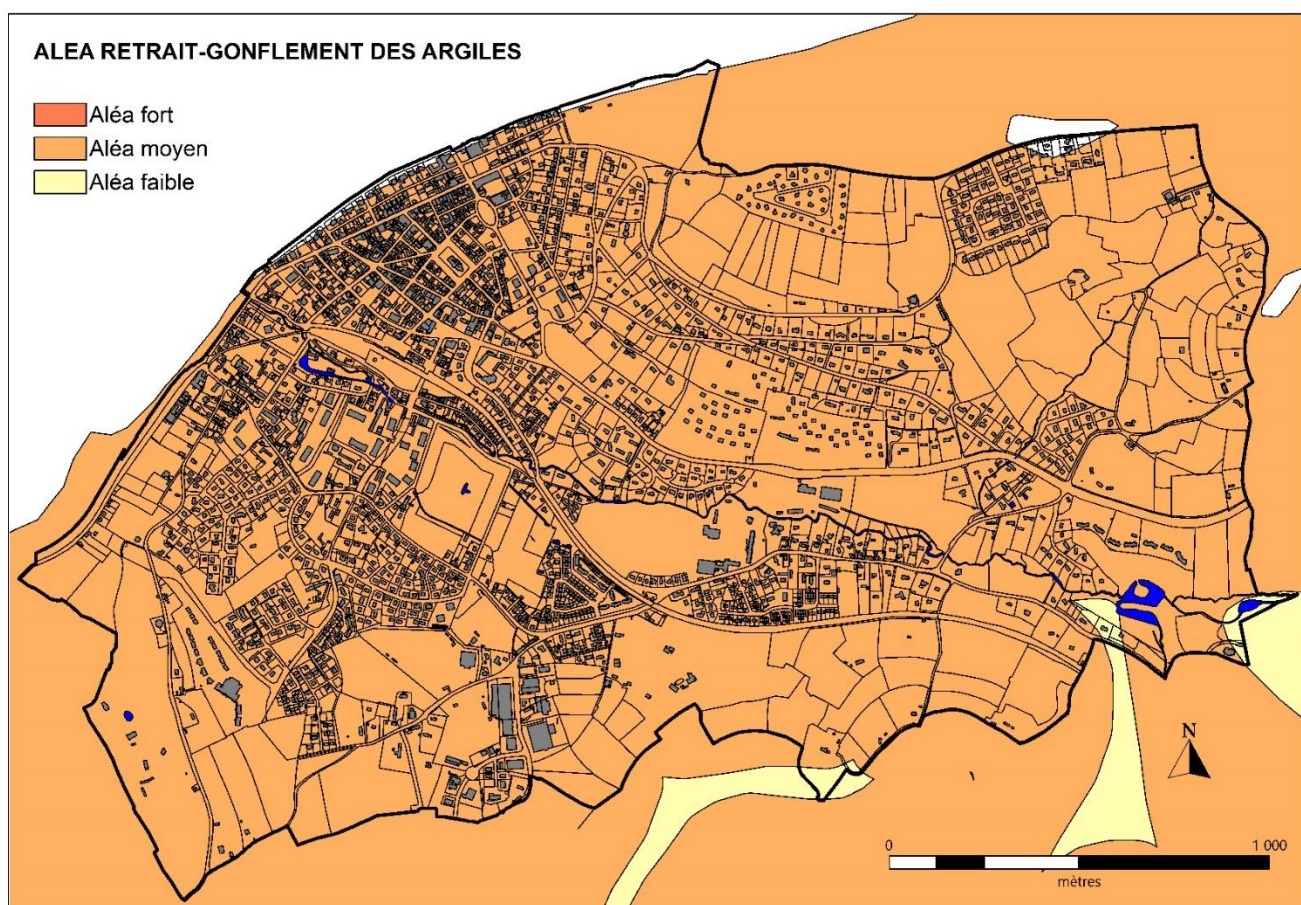 ALEA RETRAIT-GONFLEMENT DES ARGILES
Aléa fort
Aléa moyen
Aléa faible
N
0
1 000
mètres